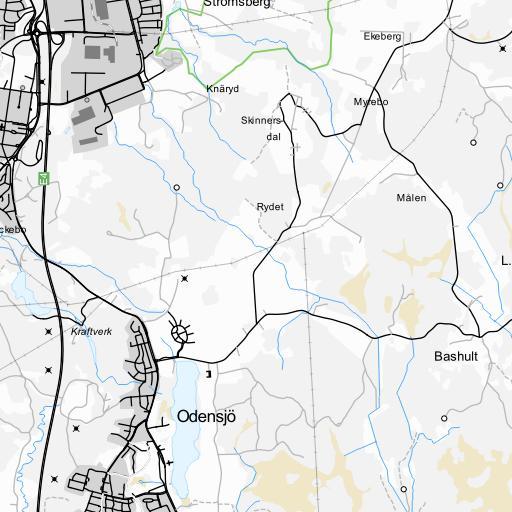 Strömsberg
Ekeberg
Knäryd
Myrebo
Skinners-
dal
Målen
Rydet
ckebo
L.
Kraftverk
Bashult
Odensjö